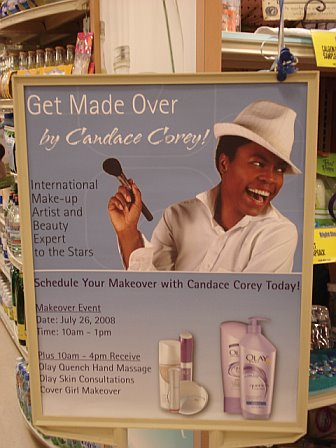 Get Made Over
by Candace Corey!
International
Make-up
Artist and
Beauty
Expert
to the Stars
Schedule Your Makeover with Candace Corey Today!
Makeover Event
Date: July 26, 2008
Time: 10am - 1pm
Plus 10am - 4pm Receive
Olay Quench Hand Massage
Olay Skin Consultations
Cover Girl Makeover
OLAY
OLAY